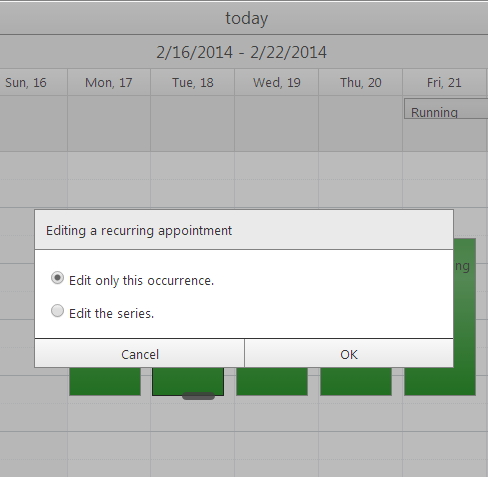 today
2/16/2014 - 2/22/2014
Sun, 16 Mon, 17 Tue, 18 Wed, 19 Thu, 20 Fri, 21
Running
Editing a recurring appointment
ng
Edit only this occurrence.
Edit the series.
Cancel OK